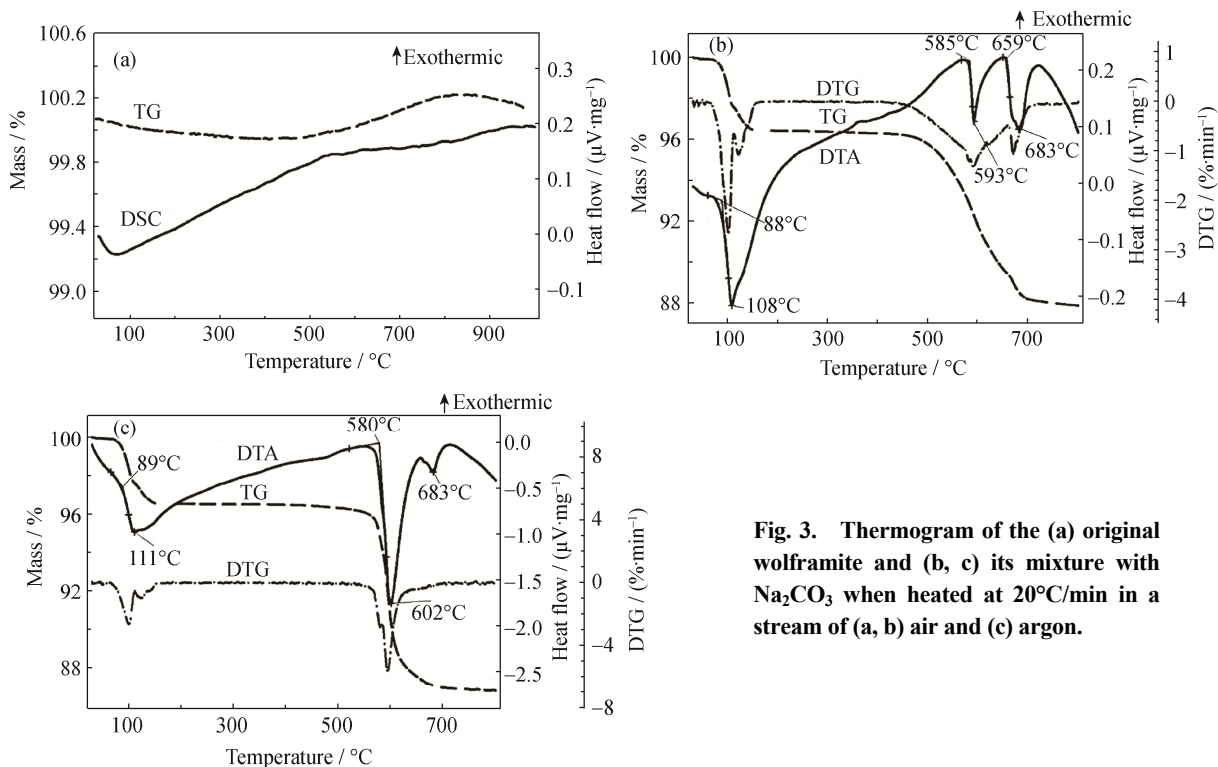 (a)
↑Exothermic
TG
DSC
100.6
100.2
99.8
99.4
99.0
Mass / %
0.3
0.2
0.1
0.0
–0.1
Heat flow / (μV·mg⁻¹)
100 300 500 700 900
Temperature / °C
↑ Exothermic
(b)
585°C 659°C
DTG
TG
DTA
88°C
108°C
593°C
683°C
100
96
92
88
Mass / %
0.2
0.1
0.0
–0.1
–0.2
Heat flow / (μV·mg⁻¹)
1
0
–1
–2
–3
–4
DTG / (%·min⁻¹)
100 300 500 700
Temperature / °C
↑ Exothermic
(c)
580°C
DTA
89°C
TG
683°C
111°C
DTG
602°C
100
96
92
88
Mass / %
0.0
–0.5
–1.0
–1.5
–2.0
–2.5
Heat flow / (μV·mg⁻¹)
8
4
0
–4
–8
DTG / (%·min⁻¹)
100 300 500 700
Temperature / °C
Fig. 3. Thermogram of the (a) original
wolframite and (b, c) its mixture with
Na₂CO₃ when heated at 20°C/min in a
stream of (a, b) air and (c) argon.